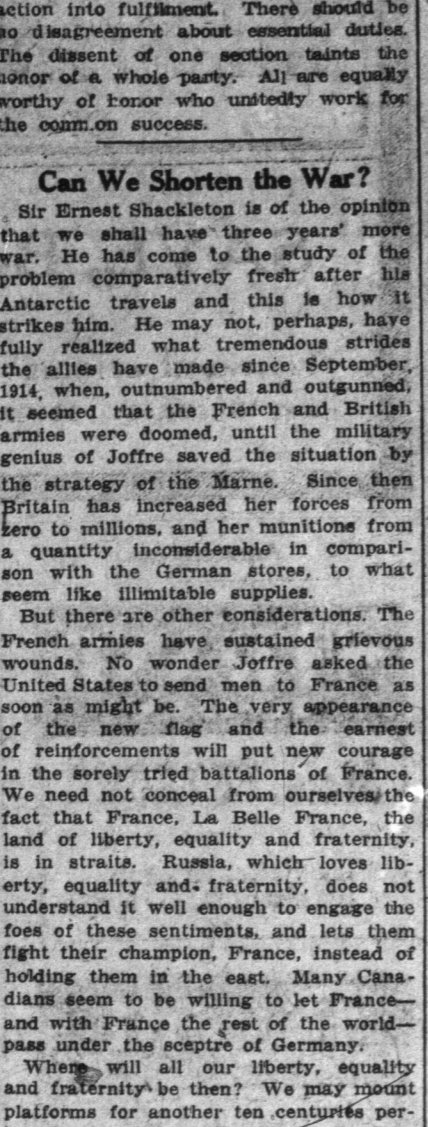 action into fulfilment. There should be
no disagreement about essential duties.
The dissent of one section taints the
honor of a whole party. All are equally
worthy of honor who unitedly work for
the common success.
Can We Shorten the War?
Sir Ernest Shackleton is of the opinion
that we shall have three years' more
war. He has come to the study of the
problem comparatively fresh after his
Antarctic travels and this is how it
strikes him. He may not, perhaps, have
fully realized what tremendous strides
the allies have made since September,
1914, when, outnumbered and outgunned,
it seemed that the French and British
armies were doomed, until the military
genius of Joffre saved the situation by
the strategy of the Marne. Since then
Britain has increased her forces from
zero to millions, and her munitions from
a quantity inconsiderable in compari-
son with the German stores, to what
seem like illimitable supplies.
But there are other considerations. The
French armies have sustained grievous
wounds. No wonder Joffre asked the
United States to send men to France as
soon as might be. The very appearance
of the new flag and the earnest
of reinforcements will put new courage
in the sorely tried battalions of France.
We need not conceal from ourselves the
fact that France, La Belle France, the
land of liberty, equality and fraternity,
is in straits. Russia, which loves lib-
erty, equality and fraternity, does not
understand it well enough to engage the
foes of these sentiments, and lets them
fight their champion, France, instead of
holding them in the east. Many Cana-
dians seem to be willing to let France—
and with France the rest of the world—
pass under the sceptre of Germany.
Where will all our liberty, equality
and fraternity be then? We may mount
platforms for another ten centuries per-